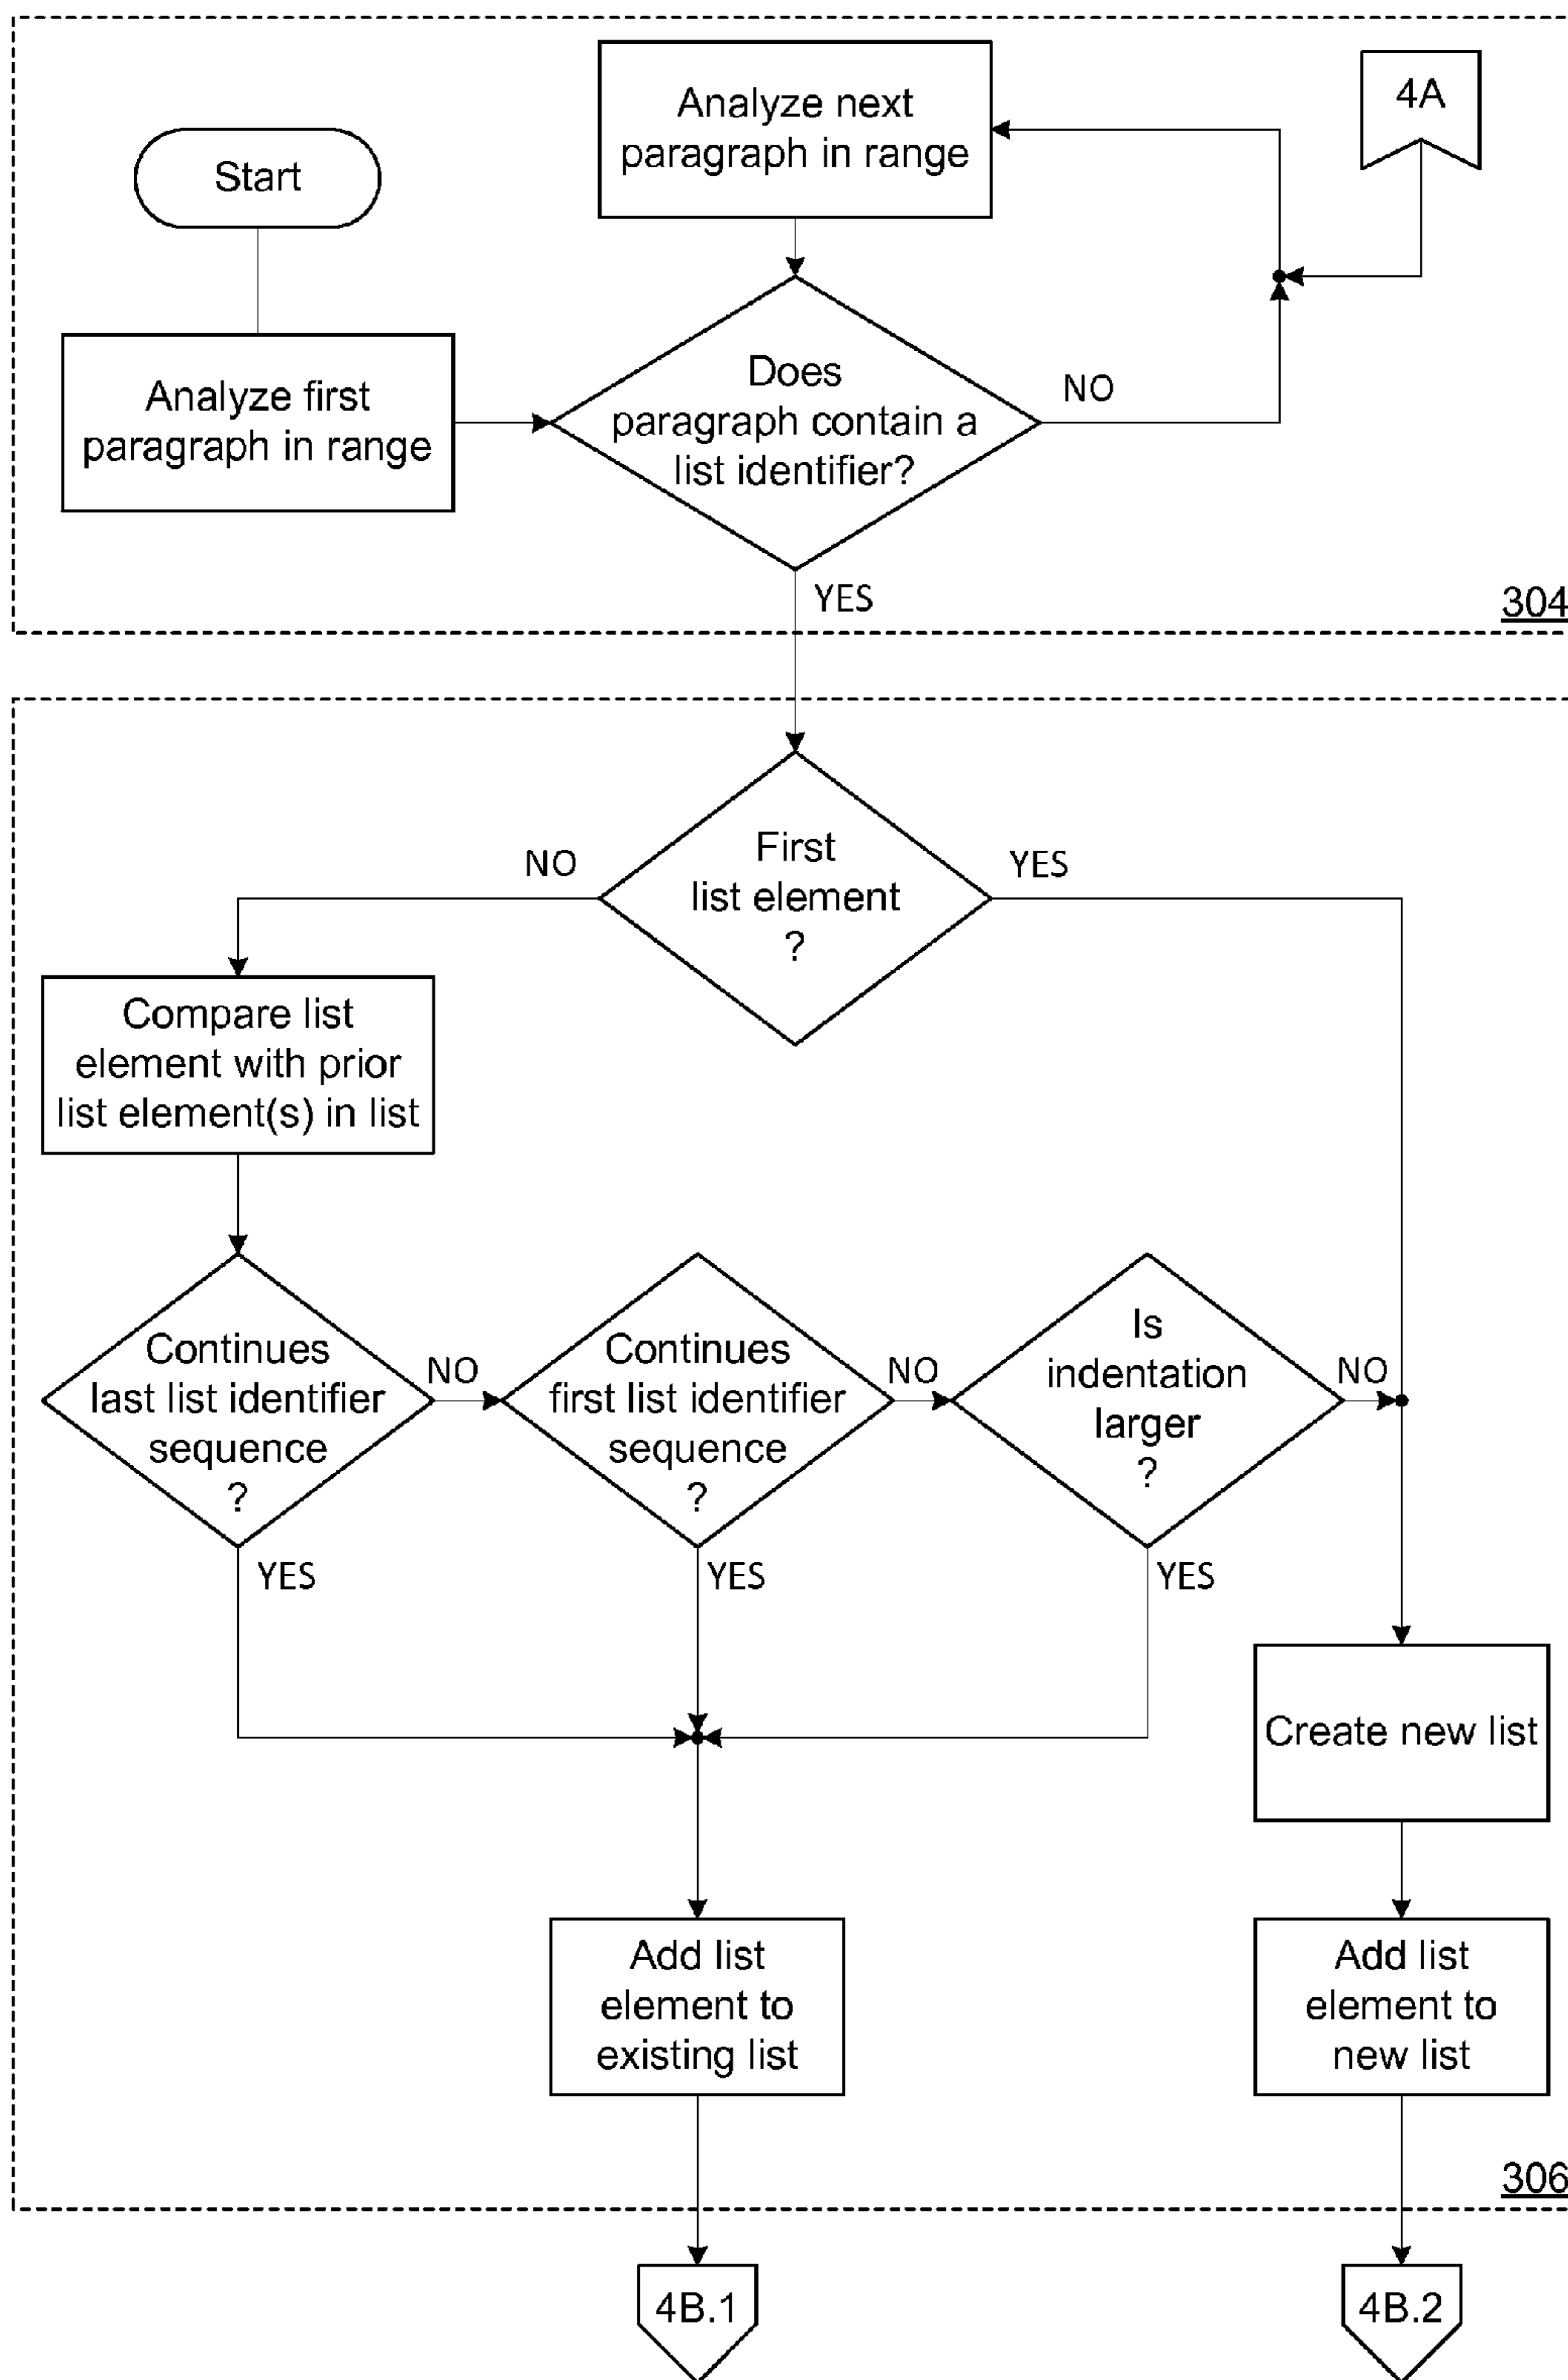 Analyze next
paragraph in range
4A
Start
Analyze first
paragraph in range
Does
paragraph contain a
list identifier?
NO
YES
304
First
list element
?
NO
YES
Compare list
element with prior
list element(s) in list
Continues
last list identifier
sequence
?
NO
YES
Continues
first list identifier
sequence
?
NO
YES
Is
indentation
larger
?
NO
YES
Create new list
Add list
element to
existing list
Add list
element to
new list
306
4B.1
4B.2